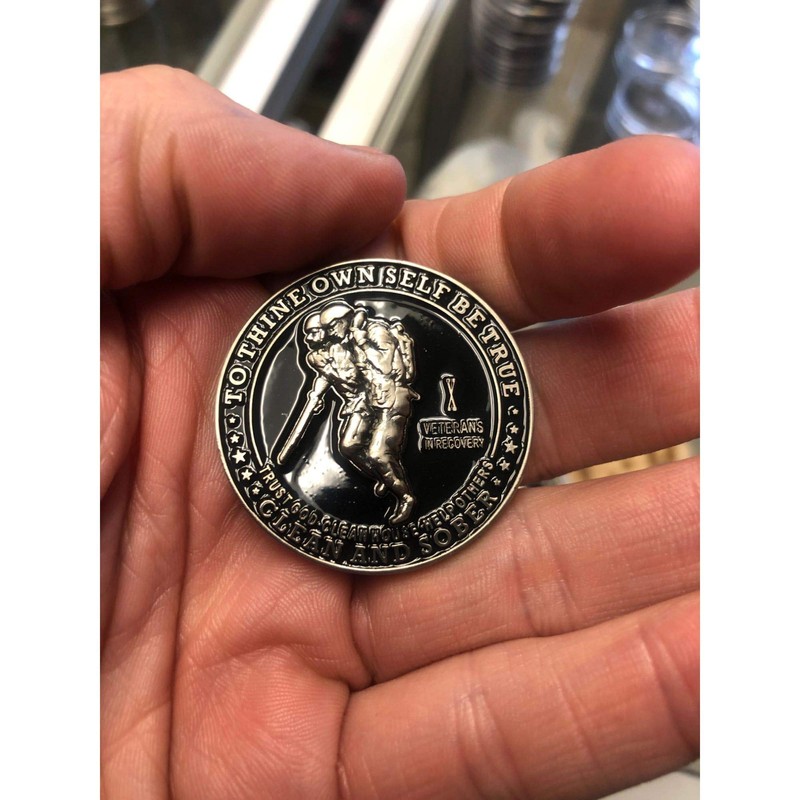 TO THINE OWN SELF BE TRUE
VETERANS
IN RECOVERY
TRUST GOD CLEAN HOUSE HELP OTHERS
CLEAN AND SOBER